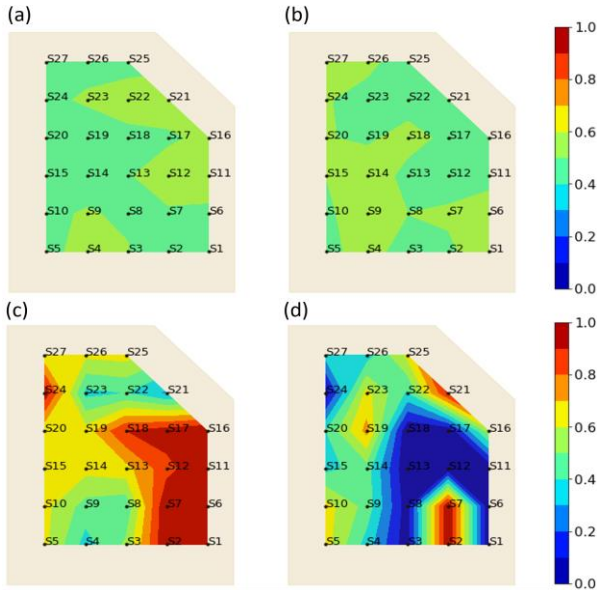 (a)
(b)
S27 S26 S25
S24 S23 S22 S21
S20 S19 S18 S17 S16
S15 S14 S13 S12 S11
S10 S9 S8 S7 S6
S5 S4 S3 S2 S1
S27 S26 S25
S24 S23 S22 S21
S20 S19 S18 S17 S16
S15 S14 S13 S12 S11
S10 S9 S8 S7 S6
S5 S4 S3 S2 S1
1.0
0.8
0.6
0.4
0.2
0.0
(c)
(d)
S27 S26 S25
S24 S23 S22 S21
S20 S19 S18 S17 S16
S15 S14 S13 S12 S11
S10 S9 S8 S7 S6
S5 S4 S3 S2 S1
S27 S26 S25
S24 S23 S22 S21
S20 S19 S18 S17 S16
S15 S14 S13 S12 S11
S10 S9 S8 S7 S6
S5 S4 S3 S2 S1
1.0
0.8
0.6
0.4
0.2
0.0